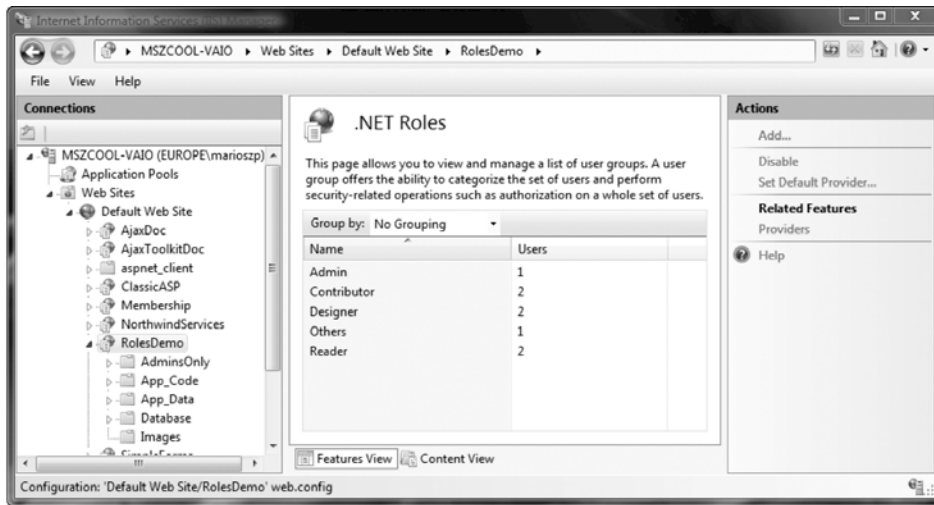 Internet Information Services (IIS) Manager
MSZCOOL-VAIO Web Sites Default Web Site RolesDemo
File View Help
Connections
MSZCOOL-VAIO (EUROPE\marioszp)
Application Pools
Web Sites
Default Web Site
AjaxDoc
AjaxToolkitDoc
aspnet_client
ClassicASP
Membership
NorthwindServices
RolesDemo
AdminsOnly
App_Code
App_Data
Database
Images
.NET Roles
This page allows you to view and manage a list of user groups. A user
group offers the ability to categorize the set of users and perform
security-related operations such as authorization on a whole set of users.
Group by: No Grouping
Name Users
Admin 1
Contributor 2
Designer 2
Others 1
Reader 2
Features View Content View
Actions
Add...
Disable
Set Default Provider...
Related Features
Providers
Help
Configuration: 'Default Web Site/RolesDemo' web.config